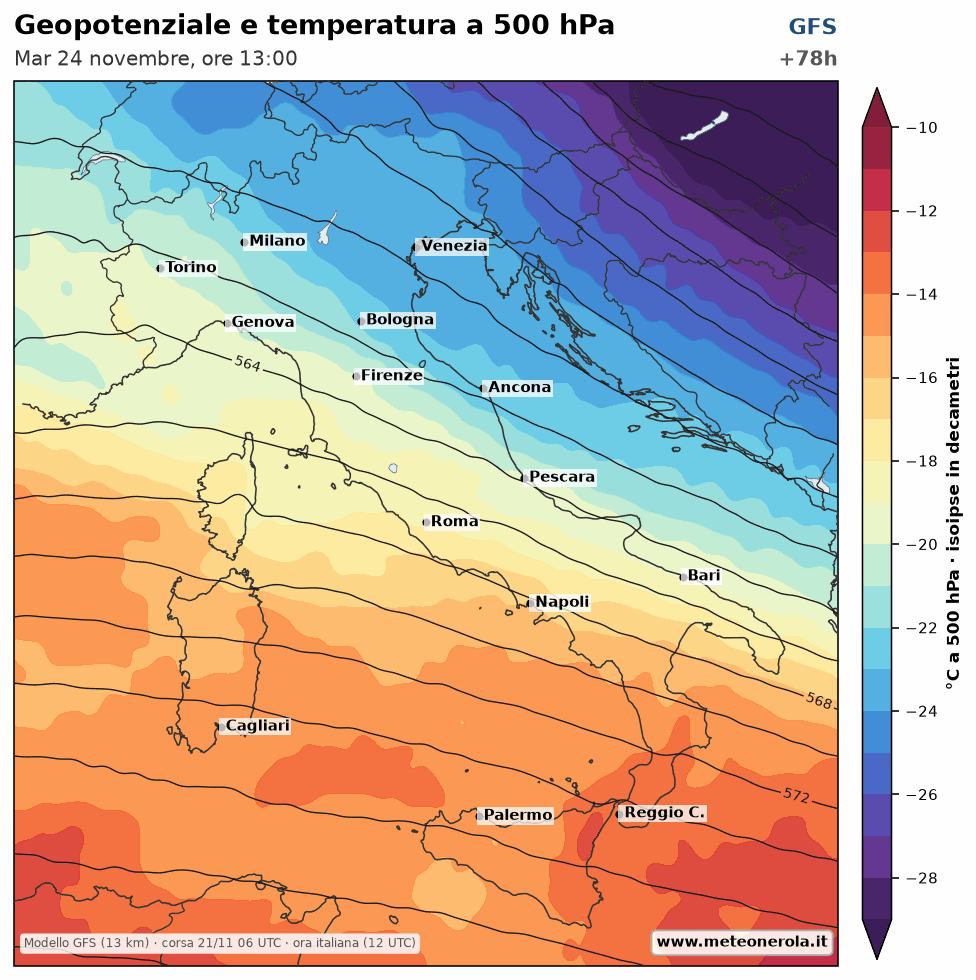 Geopotenziale e temperatura a 500 hPa
GFS
Mar 24 novembre, ore 13:00
+78h
Milano
Venezia
Torino
Genova
Bologna
564
Firenze
Ancona
Pescara
Roma
Bari
Napoli
568
Cagliari
572
Palermo
Reggio C.
−10
−12
−14
−16
−18
−20
−22
−24
−26
−28
°C a 500 hPa · isoipse in decametri
Modello GFS (13 km) · corsa 21/11 06 UTC · ora italiana (12 UTC)
www.meteonerola.it